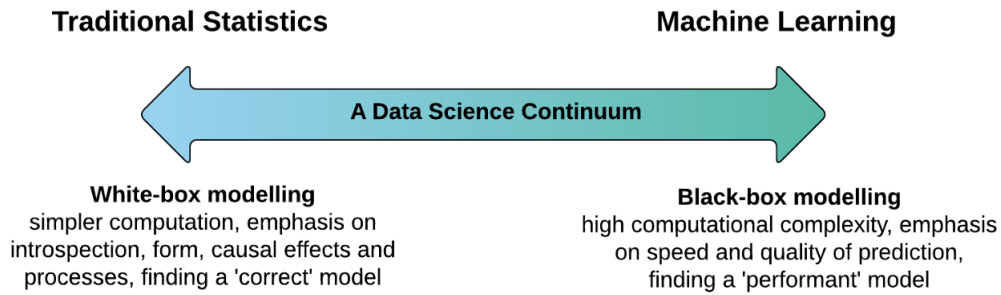 Traditional Statistics
Machine Learning
A Data Science Continuum
White-box modelling
simpler computation, emphasis on
introspection, form, causal effects and
processes, finding a 'correct' model
Black-box modelling
high computational complexity, emphasis
on speed and quality of prediction,
finding a 'performant' model